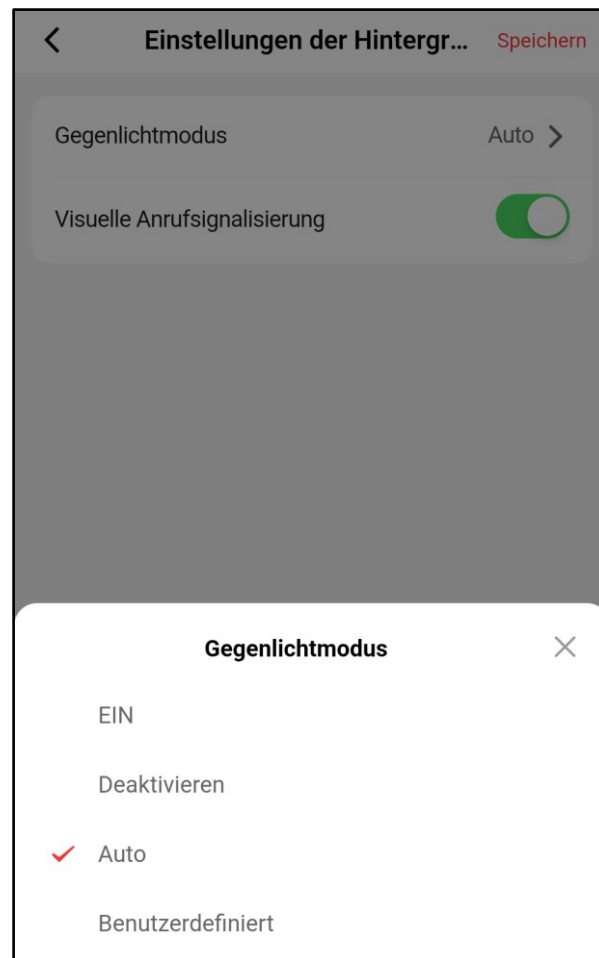 Einstellungen der Hintergr... Speichern
Gegenlichtmodus Auto
Visuelle Anrufsignalisierung
Gegenlichtmodus
EIN
Deaktivieren
Auto
Benutzerdefiniert